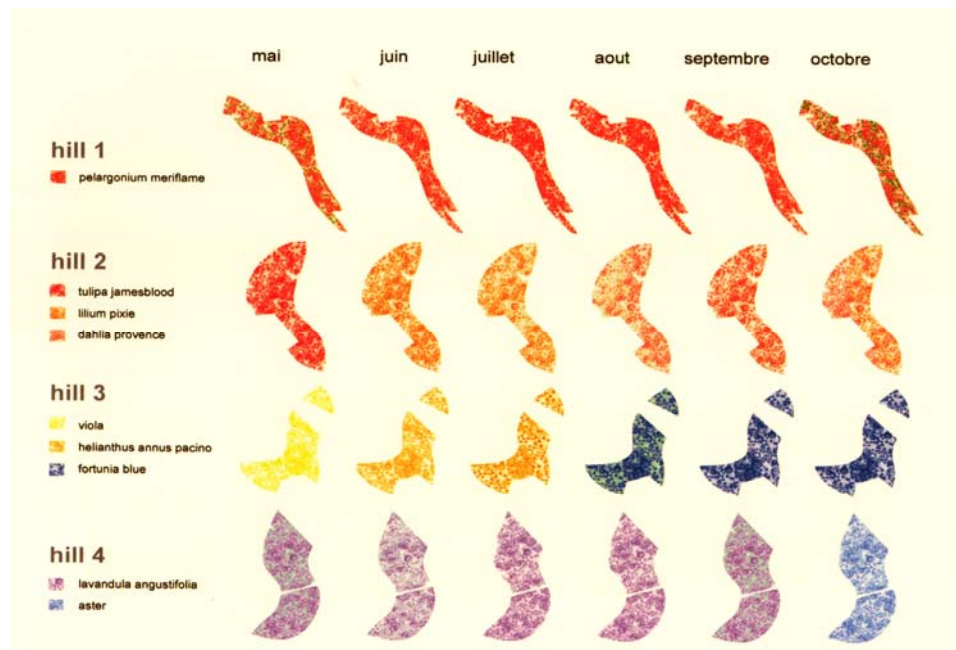 mai juin juillet aout septembre octobre
hill 1
pelargonium meriflame
hill 2
tulipa jamesblood
lilium pixie
dahlia provence
hill 3
viola
helianthus annus pacino
fortunia blue
hill 4
lavandula angustifolia
aster